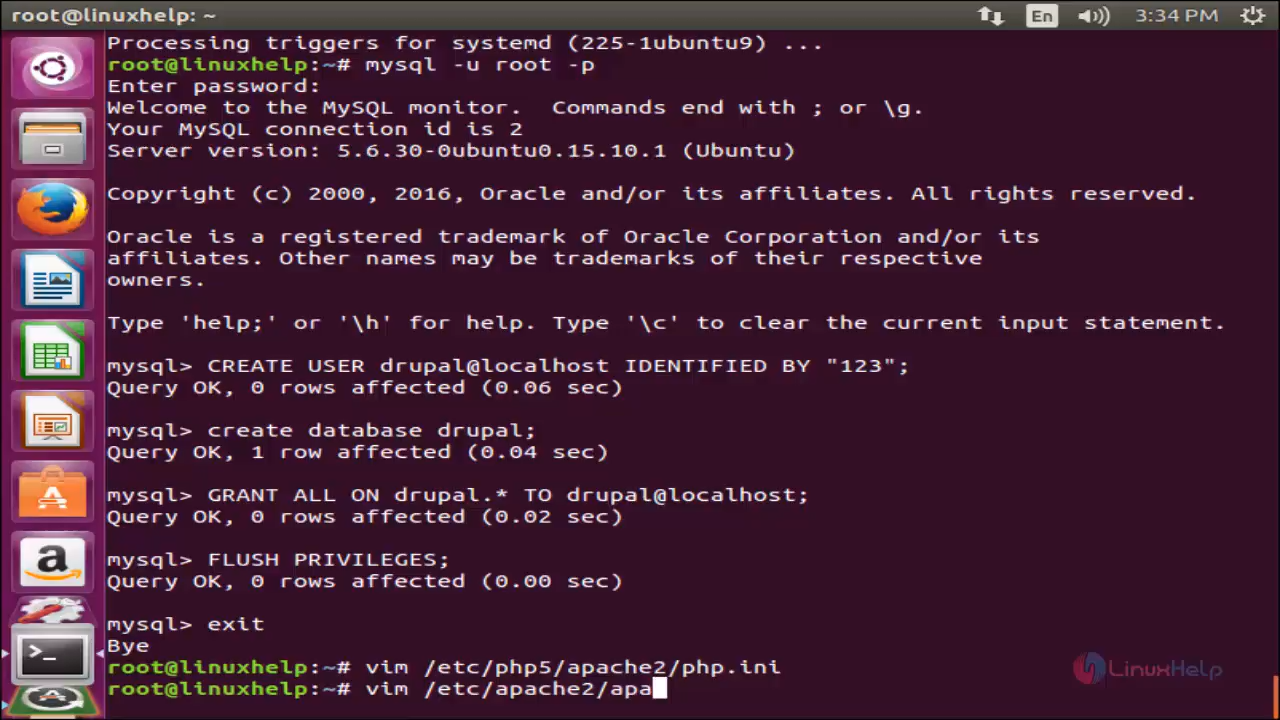 root@linuxhelp: ~
En
3:34 PM
Processing triggers for systemd (225-1ubuntu9) ...
root@linuxhelp:~# mysql -u root -p
Enter password:
Welcome to the MySQL monitor.  Commands end with ; or \g.
Your MySQL connection id is 2
Server version: 5.6.30-0ubuntu0.15.10.1 (Ubuntu)
Copyright (c) 2000, 2016, Oracle and/or its affiliates. All rights reserved.
Oracle is a registered trademark of Oracle Corporation and/or its
affiliates. Other names may be trademarks of their respective
owners.
Type 'help;' or '\h' for help. Type '\c' to clear the current input statement.
mysql> CREATE USER drupal@localhost IDENTIFIED BY "123";
Query OK, 0 rows affected (0.06 sec)
mysql> create database drupal;
Query OK, 1 row affected (0.04 sec)
mysql> GRANT ALL ON drupal.* TO drupal@localhost;
Query OK, 0 rows affected (0.02 sec)
mysql> FLUSH PRIVILEGES;
Query OK, 0 rows affected (0.00 sec)
mysql> exit
Bye
root@linuxhelp:~# vim /etc/php5/apache2/php.ini
root@linuxhelp:~# vim /etc/apache2/apa
LinuxHelp